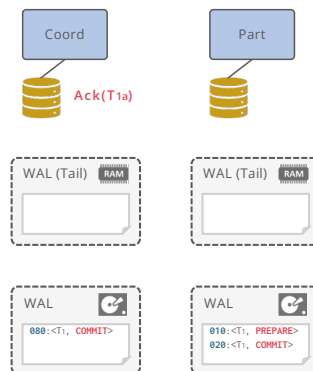 Coord
Part
Ack(T1a)
WAL (Tail) RAM
WAL (Tail) RAM
WAL
WAL
080:<T1, COMMIT>
010:<T1, PREPARE>
020:<T1, COMMIT>